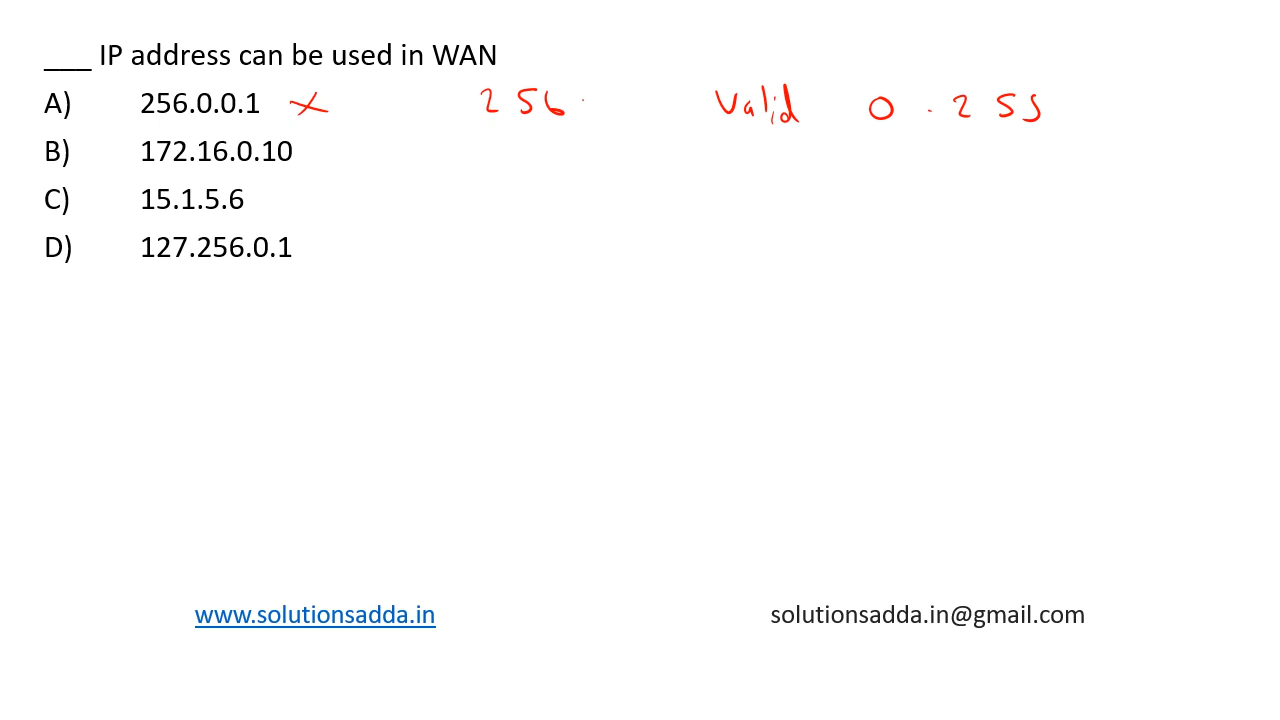 ___ IP address can be used in WAN
A) 256.0.0.1 x 256. Valid 0.255
B) 172.16.0.10
C) 15.1.5.6
D) 127.256.0.1
www.solutionsadda.in solutionsadda.in@gmail.com